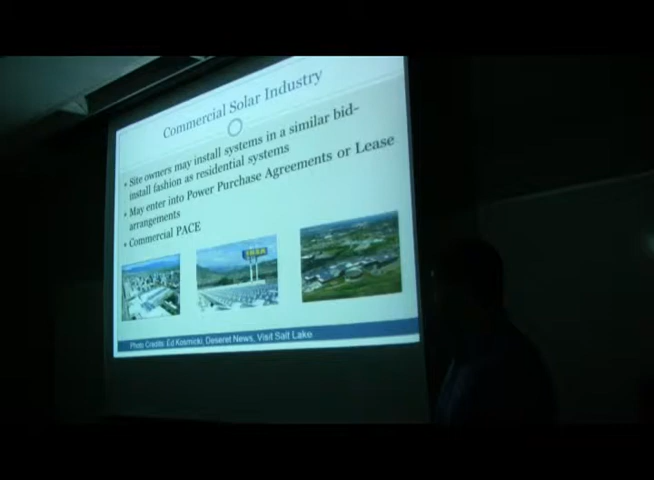 Commercial Solar Industry
• Site owners may install systems in a similar bid-
install fashion as residential systems
• May enter into Power Purchase Agreements or Lease
arrangements
• Commercial PACE
IKEA
Photo Credits: Ed Kosmicki, Deseret News, Visit Salt Lake